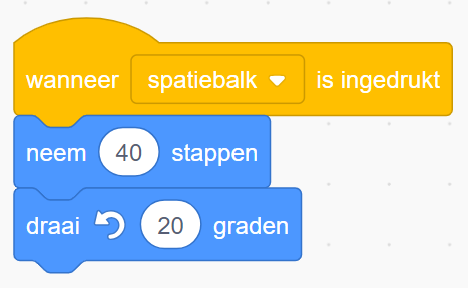 wanneer spatiebalk is ingedrukt
neem 40 stappen
draai 20 graden